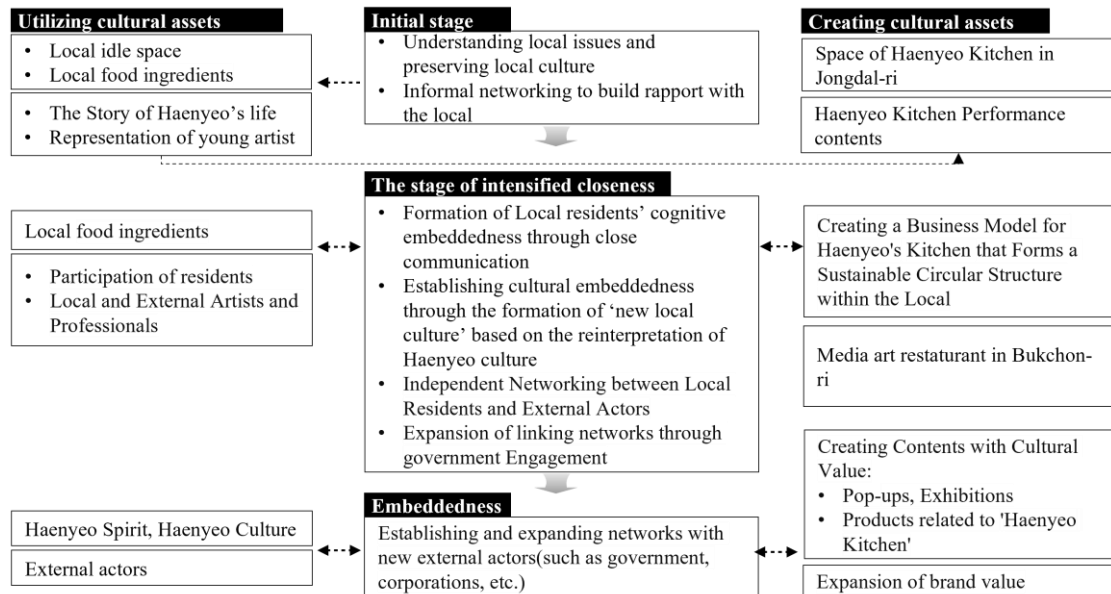 Utilizing cultural assets
• Local idle space
• Local food ingredients
• The Story of Haenyeo's life
• Representation of young artist
Initial stage
• Understanding local issues and
preserving local culture
• Informal networking to build rapport with
the local
Creating cultural assets
Space of Haenyeo Kitchen in
Jongdal-ri
Haenyeo Kitchen Performance
contents
Local food ingredients
• Participation of residents
• Local and External Artists and
Professionals
The stage of intensified closeness
• Formation of Local residents' cognitive
embeddedness through close
communication
• Establishing cultural embeddedness
through the formation of 'new local
culture' based on the reinterpretation of
Haenyeo culture
• Independent Networking between Local
Residents and External Actors
• Expansion of linking networks through
government Engagement
Creating a Business Model for
Haenyeo's Kitchen that Forms a
Sustainable Circular Structure
within the Local
Media art restaturant in Bukchon-
ri
Haenyeo Spirit, Haenyeo Culture
External actors
Embeddedness
Establishing and expanding networks with
new external actors(such as government,
corporations, etc.)
Creating Contents with Cultural
Value:
• Pop-ups, Exhibitions
• Products related to 'Haenyeo
Kitchen'
Expansion of brand value